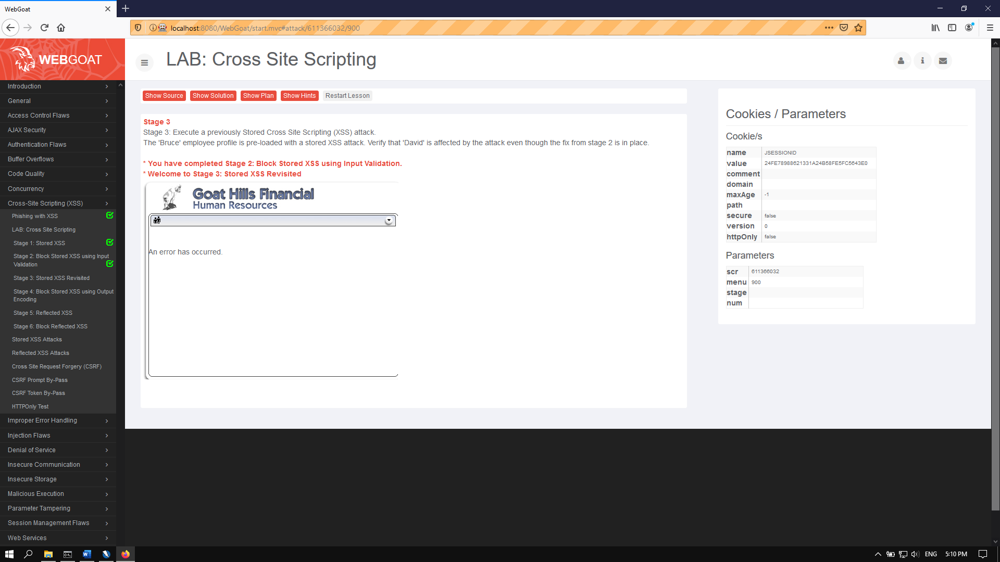 WebGoat
localhost:8080/WebGoat/start.mvc#attack/611366032/900
WEBGOAT
LAB: Cross Site Scripting
Introduction
General
Access Control Flaws
AJAX Security
Authentication Flaws
Buffer Overflows
Code Quality
Concurrency
Cross-Site Scripting (XSS)
Phishing with XSS
LAB: Cross Site Scripting
Stage 1: Stored XSS
Stage 2: Block Stored XSS using Input
Validation
Stage 3: Stored XSS Revisited
Stage 4: Block Stored XSS using Output
Encoding
Stage 5: Reflected XSS
Stage 6: Block Reflected XSS
Stored XSS Attacks
Reflected XSS Attacks
Cross Site Request Forgery (CSRF)
CSRF Prompt By-Pass
CSRF Token By-Pass
HTTPOnly Test
Improper Error Handling
Injection Flaws
Denial of Service
Insecure Communication
Insecure Storage
Malicious Execution
Parameter Tampering
Session Management Flaws
Web Services
Show Source Show Solution Show Plan Show Hints Restart Lesson
Stage 3
Stage 3: Execute a previously Stored Cross Site Scripting (XSS) attack.
The 'Bruce' employee profile is pre-loaded with a stored XSS attack. Verify that 'David' is affected by the attack even though the fix from stage 2 is in place.
* You have completed Stage 2: Block Stored XSS using Input Validation.
* Welcome to Stage 3: Stored XSS Revisited
Goat Hills Financial
Human Resources
An error has occurred.
Cookies / Parameters
Cookie/s
name JSESSIONID
value 24FE78988621331A24B58FE5FC5643E0
comment
domain
maxAge -1
path
secure false
version 0
httpOnly false
Parameters
scr 611366032
menu 900
stage
num
ENG 5:10 PM